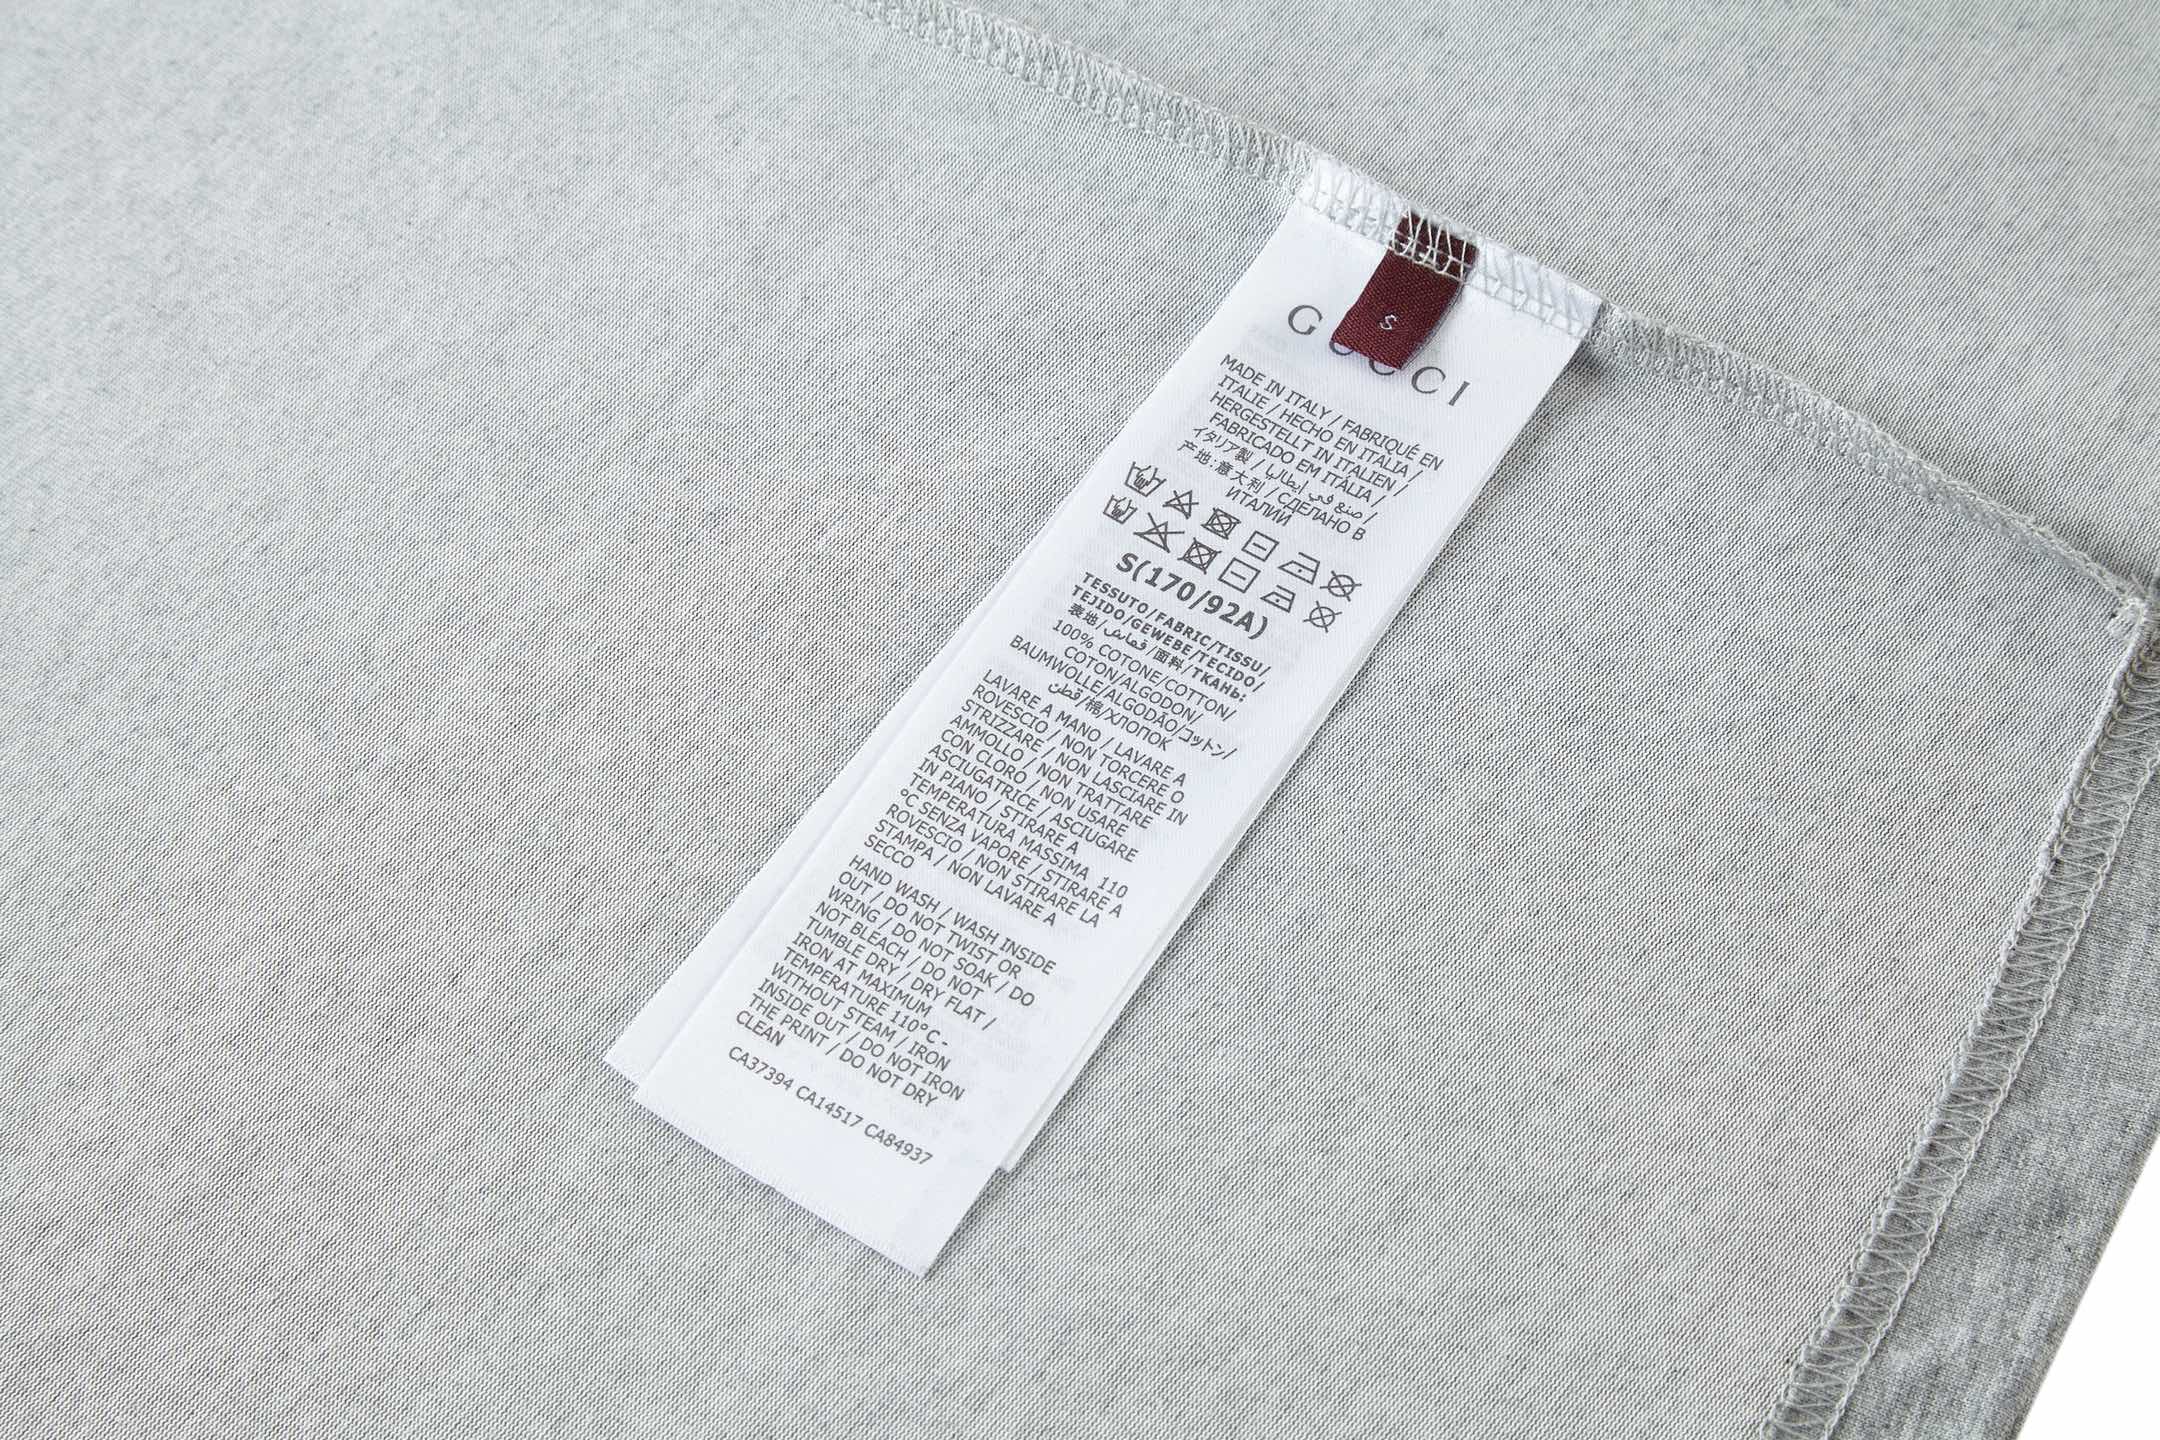 S
GUCCI
MADE IN ITALY / FABRIQUÉ EN
ITALIE / HECHO EN ITALIA /
HERGESTELLT IN ITALIEN /
FABRICADO EM ITÁLIA /
イタリア製 / صنع في إيطاليا /
产地:意大利 / СДЕЛАНО В
ИТАЛИИ
S(170/92A)
TESSUTO/FABRIC/TISSU/
TEJIDO/GEWEBE/TECIDO/
表地/قماش/面料/ТКАНЬ:
100% COTONE/COTTON/
COTON/ALGODON/
BAUMWOLLE/ALGODÃO/コットン/
قطن/棉/ХЛОПОК
LAVARE A MANO / LAVARE A
ROVESCIO / NON TORCERE O
STRIZZARE / NON LASCIARE IN
AMMOLLO / NON TRATTARE
CON CLORO / NON USARE
ASCIUGATRICE / ASCIUGARE
IN PIANO / STIRARE A
TEMPERATURA MASSIMA 110
°C SENZA VAPORE / STIRARE A
ROVESCIO / NON STIRARE LA
STAMPA / NON LAVARE A
SECCO
HAND WASH / WASH INSIDE
OUT / DO NOT TWIST OR
WRING / DO NOT SOAK / DO
NOT BLEACH / DO NOT
TUMBLE DRY / DRY FLAT /
IRON AT MAXIMUM
TEMPERATURE 110°C -
WITHOUT STEAM / IRON
INSIDE OUT / DO NOT IRON
THE PRINT / DO NOT DRY
CLEAN
CA37394 CA14517 CA84937